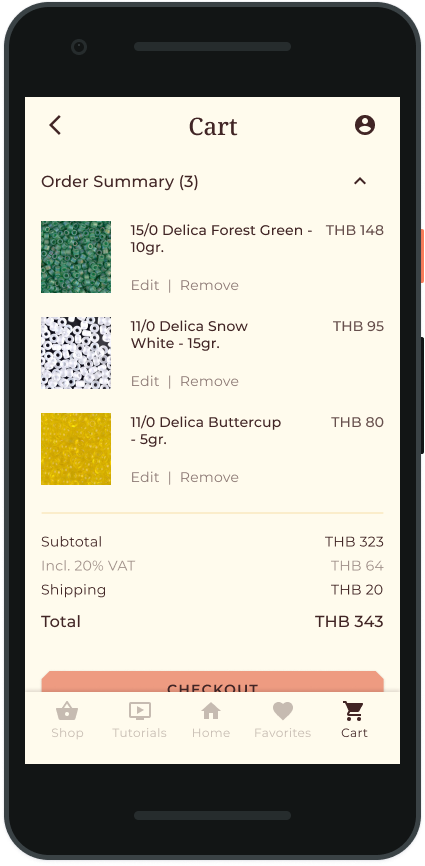 Cart
Order Summary (3)
15/0 Delica Forest Green - THB 148
10gr.
Edit | Remove
11/0 Delica Snow THB 95
White - 15gr.
Edit | Remove
11/0 Delica Buttercup THB 80
- 5gr.
Edit | Remove
Subtotal THB 323
Incl. 20% VAT THB 64
Shipping THB 20
Total THB 343
CHECKOUT
Shop Tutorials Home Favorites Cart